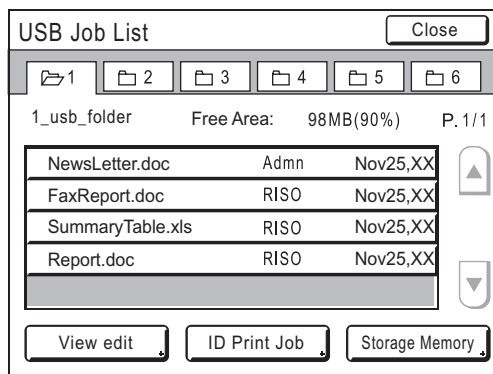 USB Job List Close
1 2 3 4 5 6
1_usb_folder Free Area: 98MB(90%) P.1/1
NewsLetter.doc Admn Nov25,XX
FaxReport.doc RISO Nov25,XX
SummaryTable.xls RISO Nov25,XX
Report.doc RISO Nov25,XX
View edit ID Print Job Storage Memory